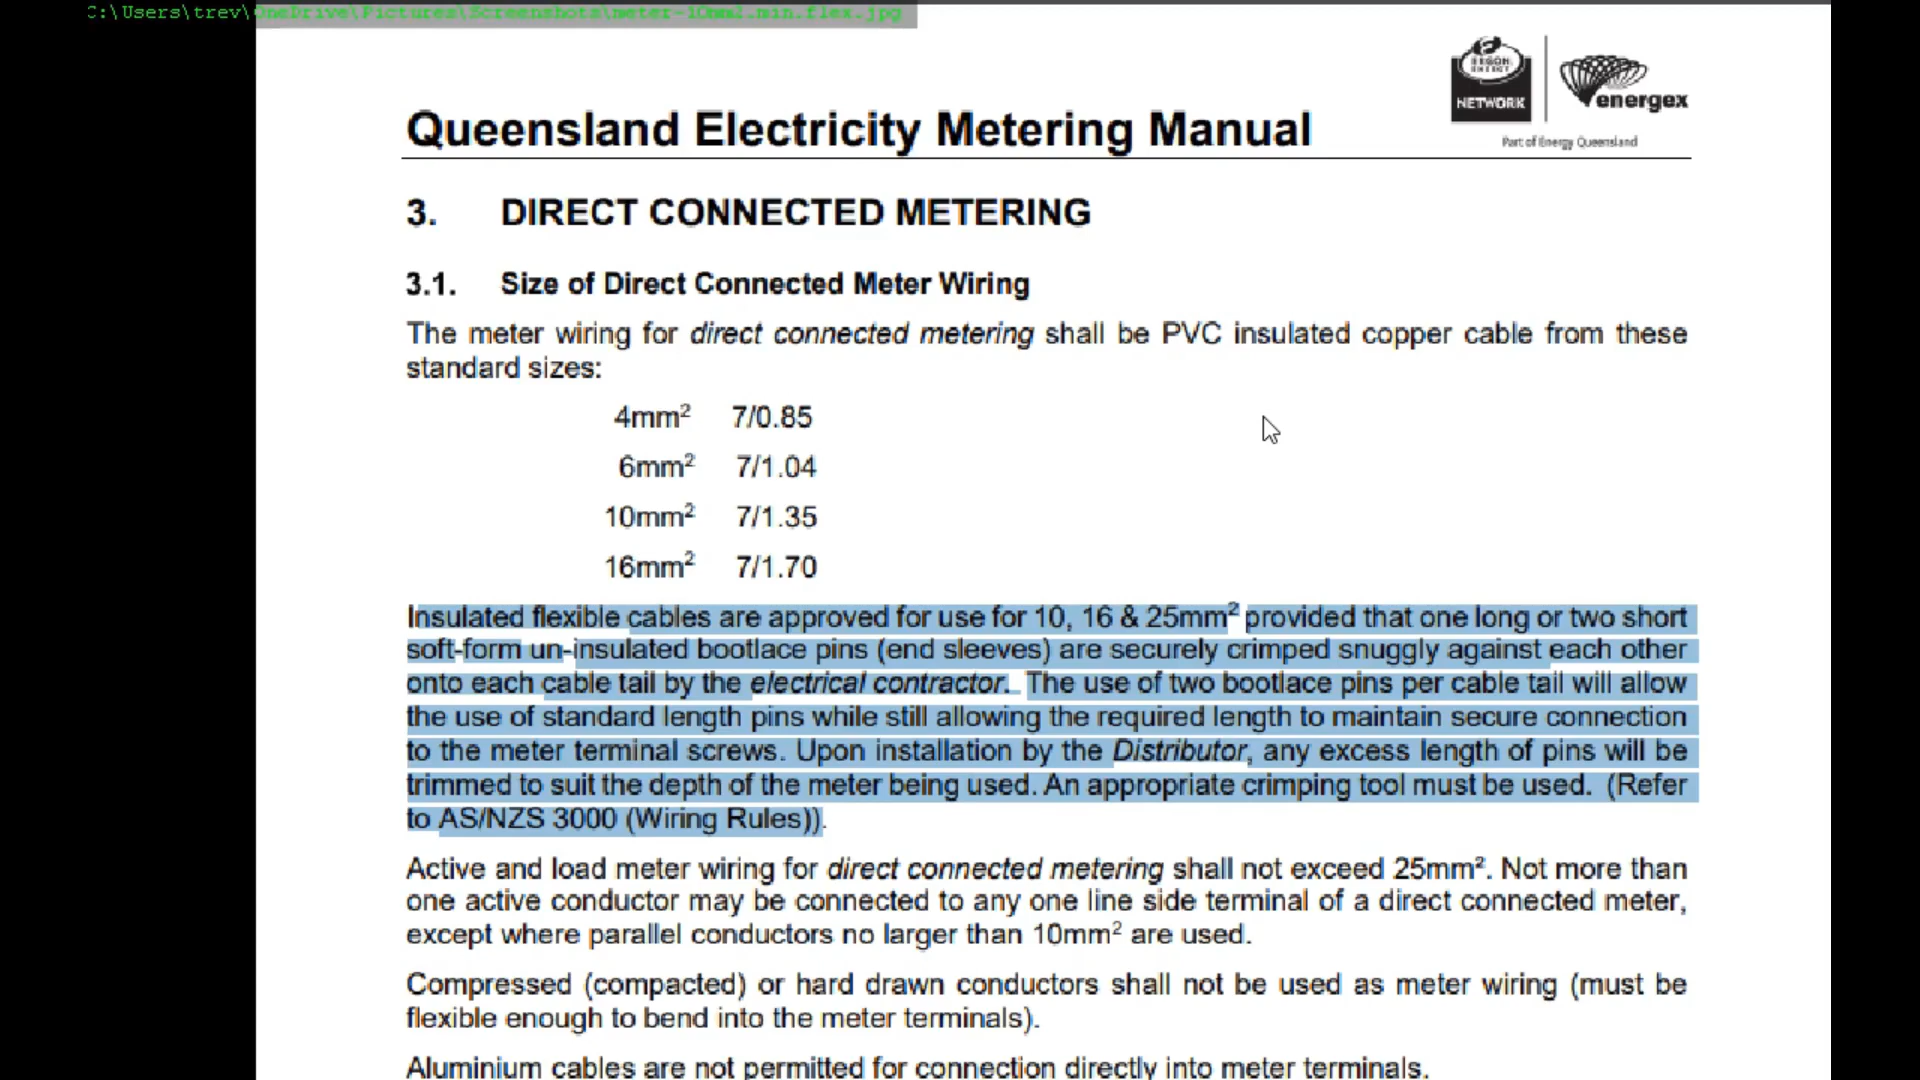 C:\Users\trev\OneDrive\Pictures\Screenshots\meter-10mm2.min.flex.jpg
ERGON
ENERGY
NETWORK
energex
Part of Energy Queensland
Queensland Electricity Metering Manual
3. DIRECT CONNECTED METERING
3.1. Size of Direct Connected Meter Wiring
The meter wiring for direct connected metering shall be PVC insulated copper cable from these
standard sizes:
4mm² 7/0.85
6mm² 7/1.04
10mm² 7/1.35
16mm² 7/1.70
Insulated flexible cables are approved for use for 10, 16 & 25mm² provided that one long or two short
soft-form un-insulated bootlace pins (end sleeves) are securely crimped snuggly against each other
onto each cable tail by the electrical contractor. The use of two bootlace pins per cable tail will allow
the use of standard length pins while still allowing the required length to maintain secure connection
to the meter terminal screws. Upon installation by the Distributor, any excess length of pins will be
trimmed to suit the depth of the meter being used. An appropriate crimping tool must be used. (Refer
to AS/NZS 3000 (Wiring Rules)).
Active and load meter wiring for direct connected metering shall not exceed 25mm². Not more than
one active conductor may be connected to any one line side terminal of a direct connected meter,
except where parallel conductors no larger than 10mm² are used.
Compressed (compacted) or hard drawn conductors shall not be used as meter wiring (must be
flexible enough to bend into the meter terminals).
Aluminium cables are not permitted for connection directly into meter terminals.